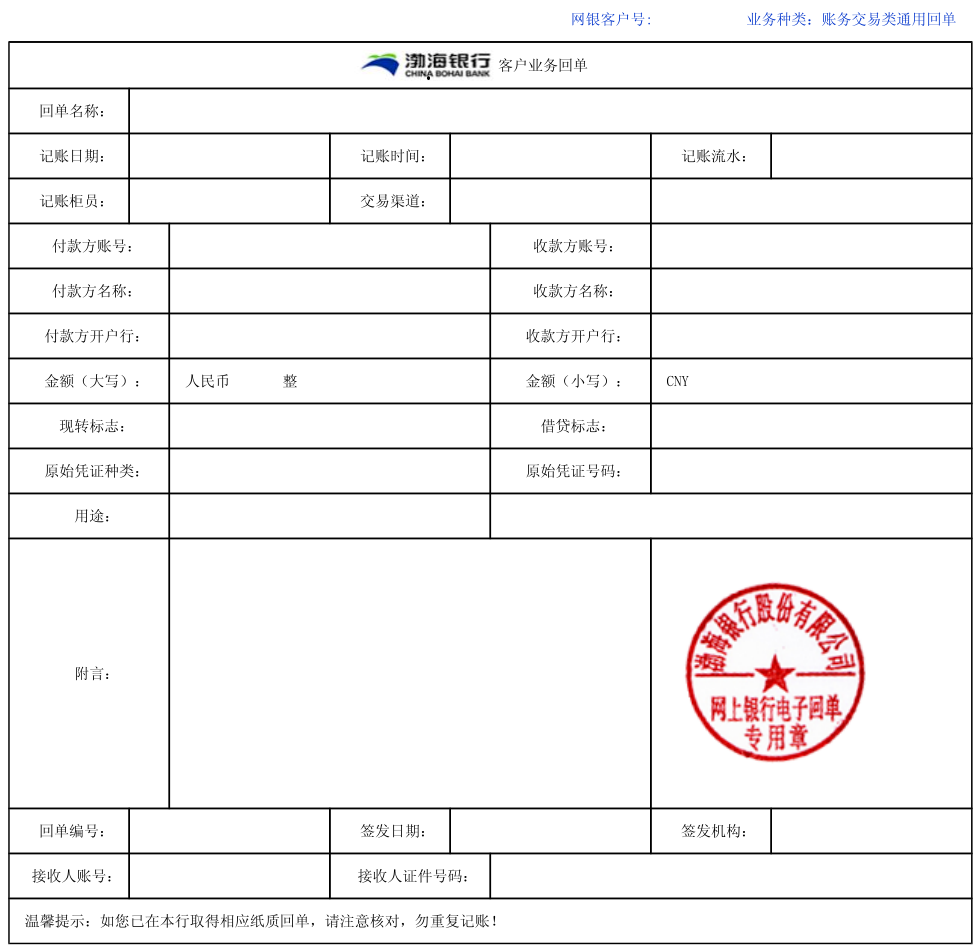 网银客户号: 业务种类: 账务交易类通用回单
渤海银行 客户业务回单
CHINA BOHAI BANK
回单名称:
记账日期: 记账时间: 记账流水:
记账柜员: 交易渠道:
付款方账号: 收款方账号:
付款方名称: 收款方名称:
付款方开户行: 收款方开户行:
金额（大写）: 人民币 整 金额（小写）: CNY
现转标志: 借贷标志:
原始凭证种类: 原始凭证号码:
用途:
附言:
渤海银行股份有限公司
网上银行电子回单
专用章
回单编号: 签发日期: 签发机构:
接收人账号: 接收人证件号码:
温馨提示: 如您已在本行取得相应纸质回单, 请注意核对, 勿重复记账!